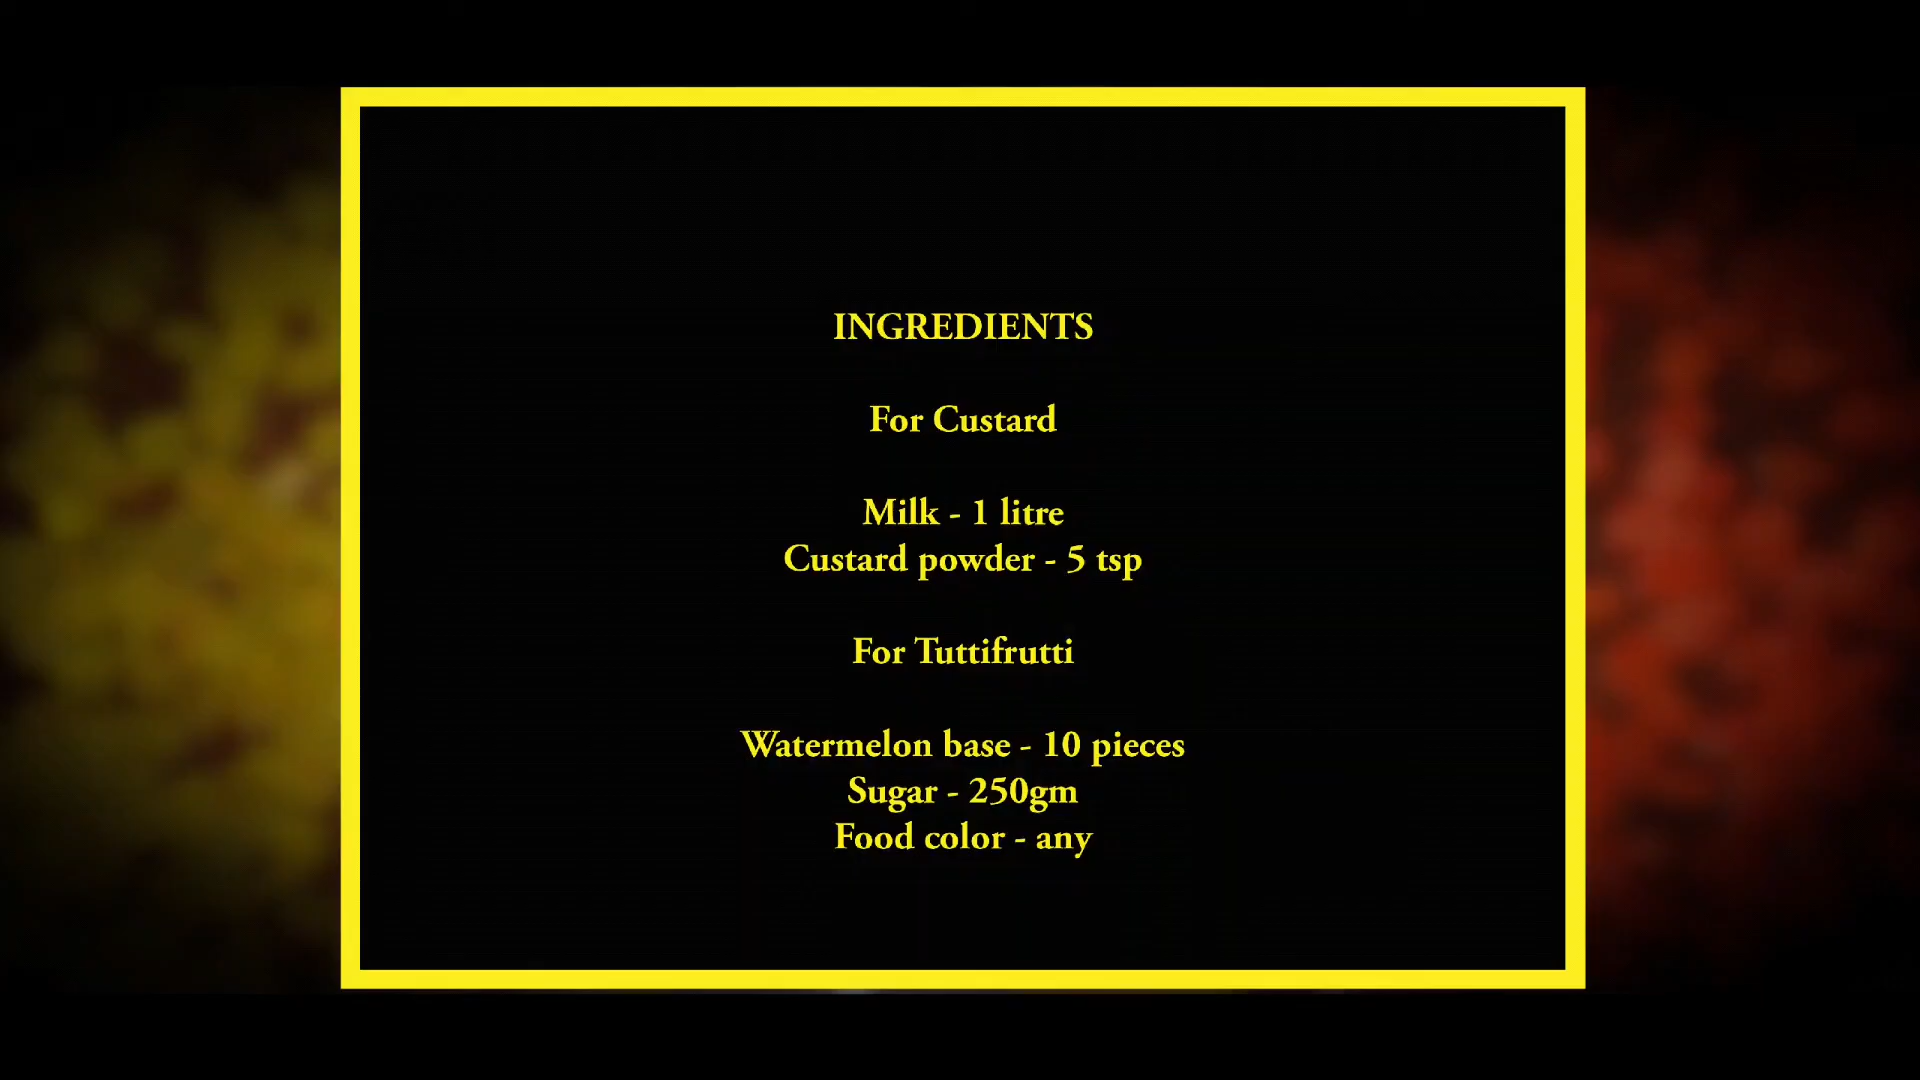 INGREDIENTS
For Custard
Milk - 1 litre
Custard powder - 5 tsp
For Tuttifrutti
Watermelon base - 10 pieces
Sugar - 250gm
Food color - any